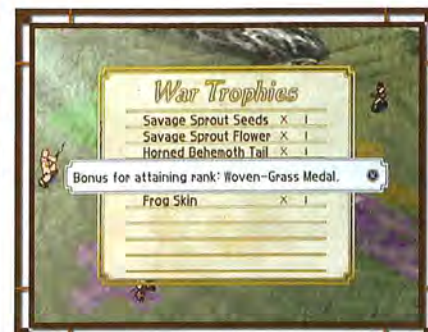 War Trophies
Savage Sprout Seeds X 1
Savage Sprout Flower X 1
Horned Behemoth Tail X 1
Bonus for attaining rank: Woven-Grass Medal.
Frog Skin X 1